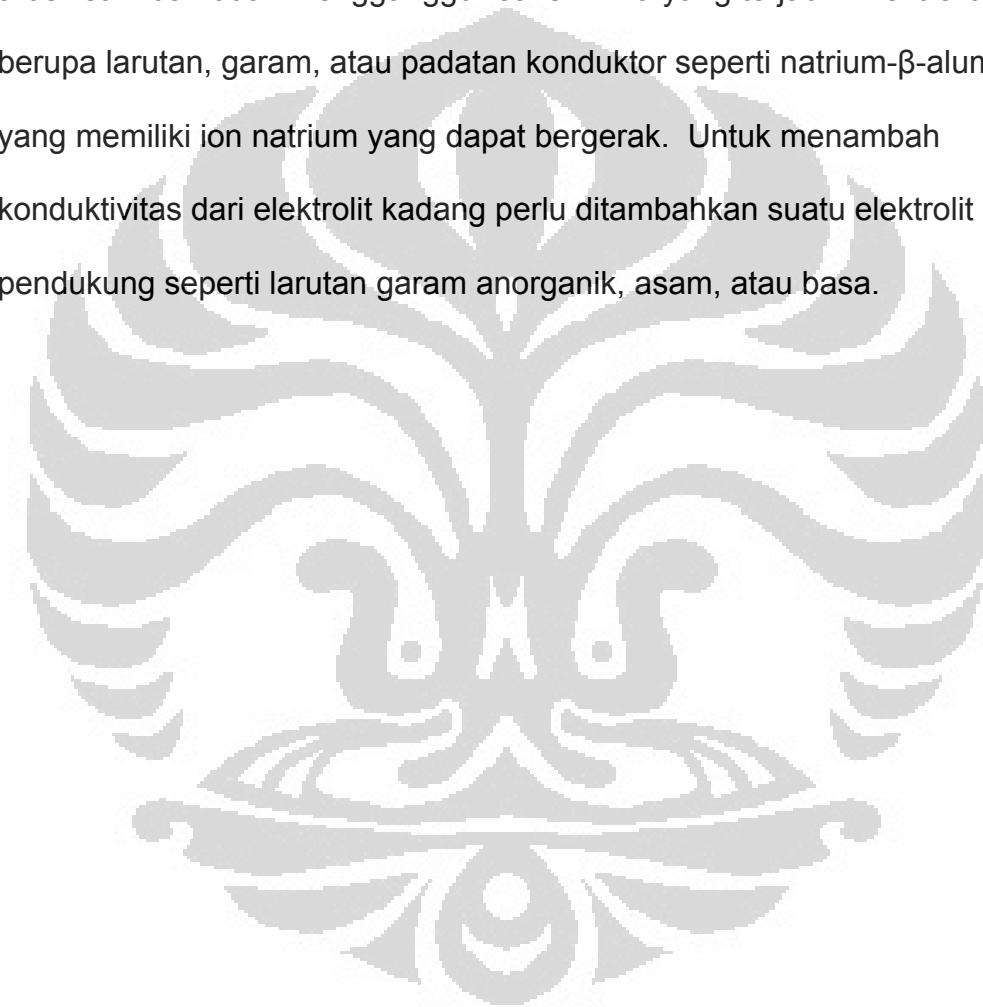 berupa larutan, garam, atau padatan konduktor seperti natrium-β-alum
yang memiliki ion natrium yang dapat bergerak. Untuk menambah
konduktivitas dari elektrolit kadang perlu ditambahkan suatu elektrolit
pendukung seperti larutan garam anorganik, asam, atau basa.